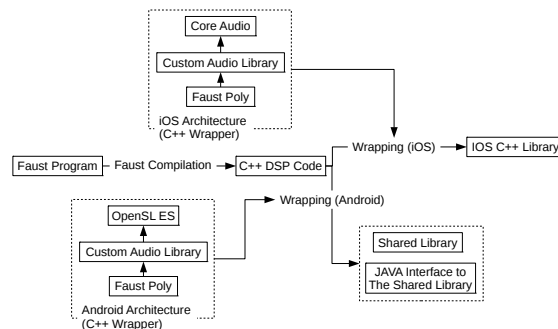 Core Audio
Custom Audio Library
Faust Poly
iOS Architecture
(C++ Wrapper)
Wrapping (iOS)
IOS C++ Library
Faust Program
Faust Compilation
C++ DSP Code
Wrapping (Android)
OpenSL ES
Custom Audio Library
Faust Poly
Android Architecture
(C++ Wrapper)
Shared Library
JAVA Interface to
The Shared Library